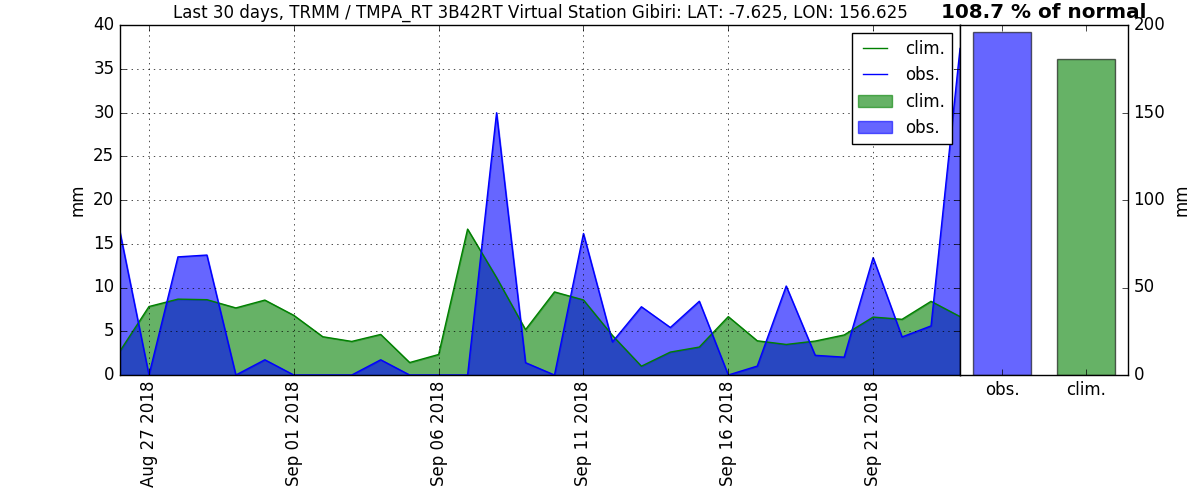 Last 30 days, TRMM / TMPA_RT 3B42RT Virtual Station Gibiri: LAT: -7.625, LON: 156.625
108.7 % of normal
40
35
30
25
20
15
10
5
0
mm
clim.
obs.
clim.
obs.
Aug 27 2018
Sep 01 2018
Sep 06 2018
Sep 11 2018
Sep 16 2018
Sep 21 2018
200
150
100
50
0
mm
obs.
clim.